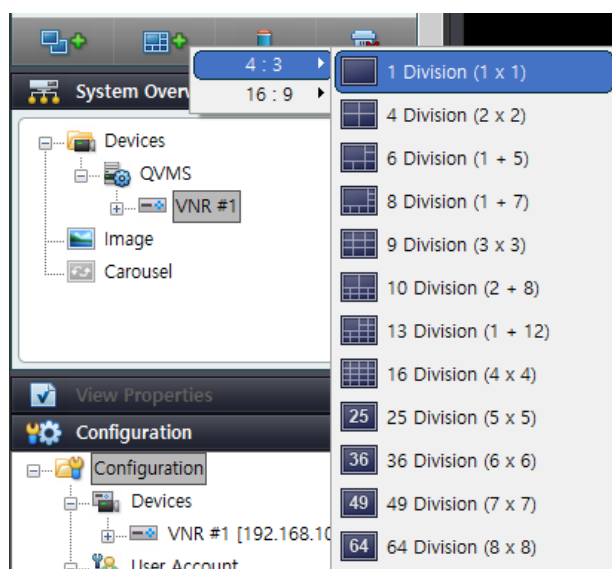 4 : 3
16 : 9
1 Division (1 x 1)
4 Division (2 x 2)
6 Division (1 + 5)
8 Division (1 + 7)
9 Division (3 x 3)
10 Division (2 + 8)
13 Division (1 + 12)
16 Division (4 x 4)
25 25 Division (5 x 5)
36 36 Division (6 x 6)
49 49 Division (7 x 7)
64 64 Division (8 x 8)
System Over
Devices
QVMS
VNR #1
Image
Carousel
View Properties
Configuration
Configuration
Devices
VNR #1 [192.168.10
User Account